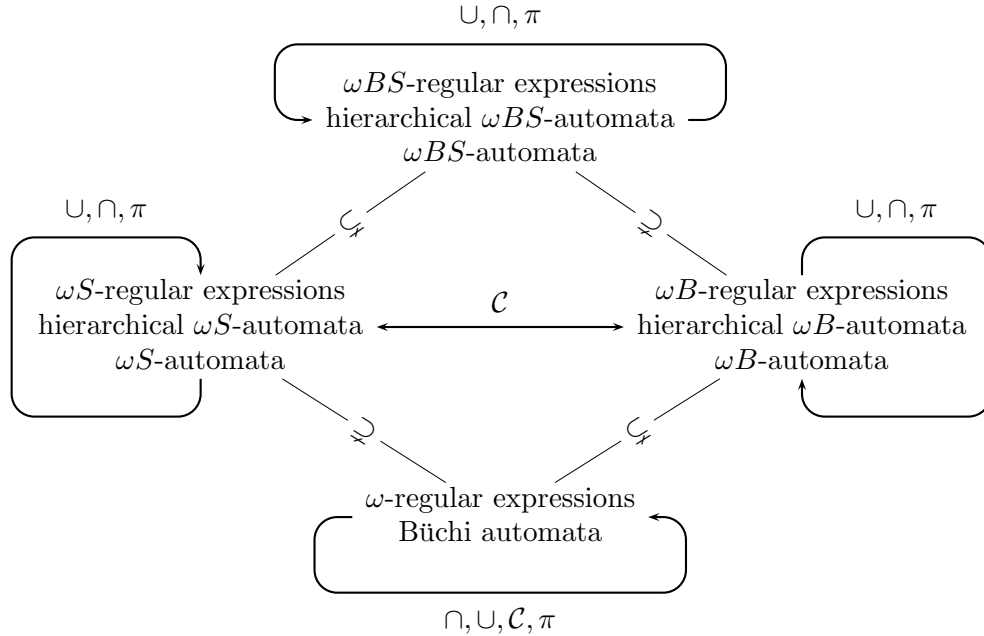 ∪, ∩, π
ωBS-regular expressions
hierarchical ωBS-automata
ωBS-automata
⊊
⊊
∪, ∩, π
∪, ∩, π
ωS-regular expressions
hierarchical ωS-automata
ωS-automata
𝒞
ωB-regular expressions
hierarchical ωB-automata
ωB-automata
⊊
⊊
ω-regular expressions
Büchi automata
∩, ∪, 𝒞, π